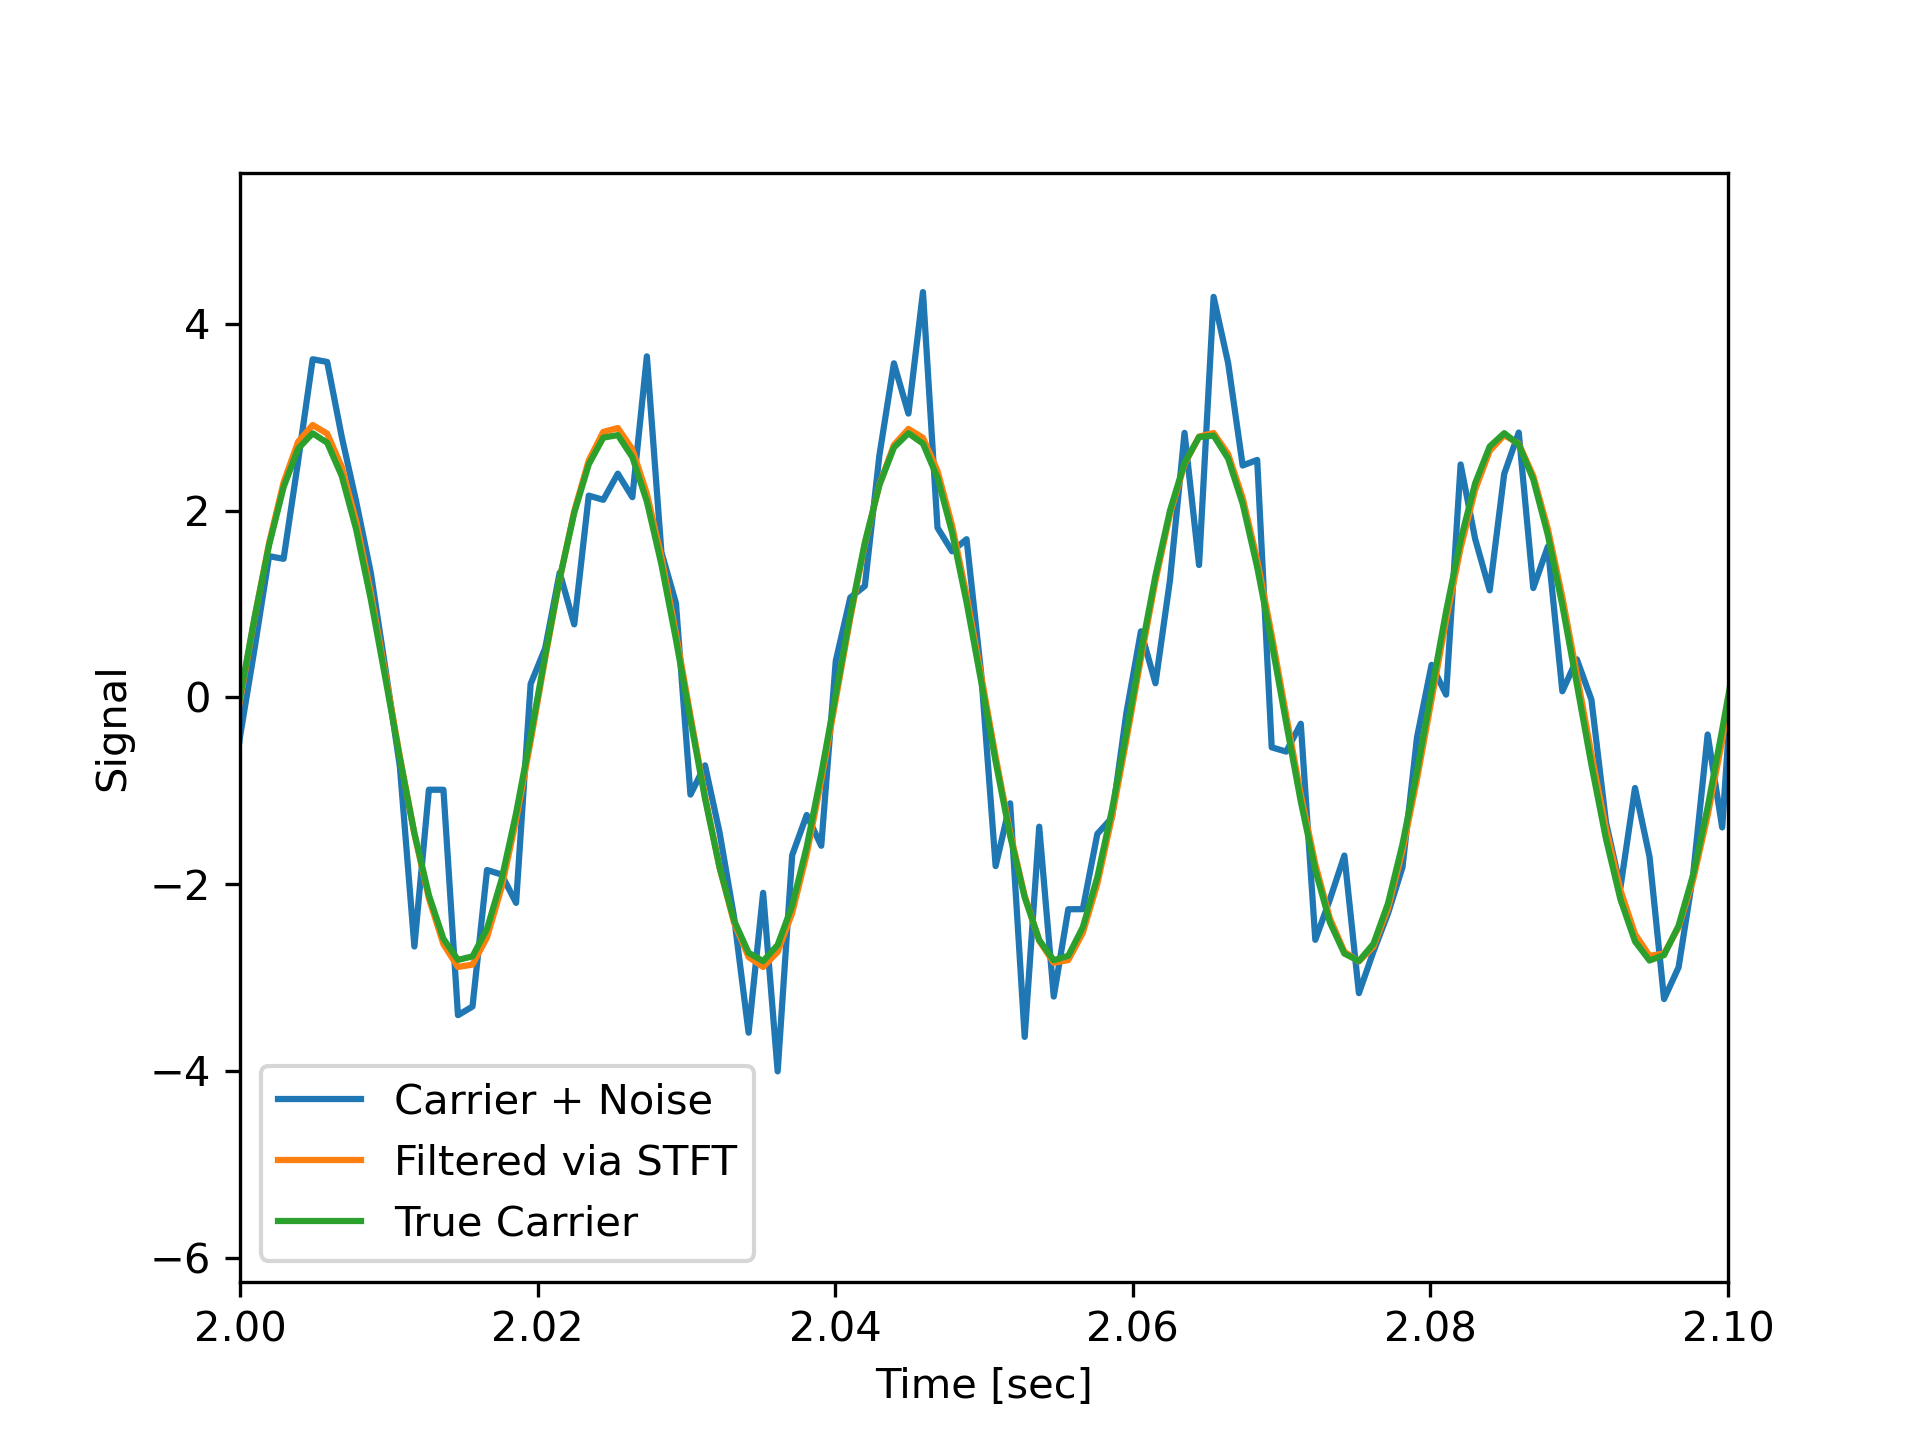 4
2
0
−2
−4
−6
Signal
Carrier + Noise
Filtered via STFT
True Carrier
2.00 2.02 2.04 2.06 2.08 2.10
Time [sec]